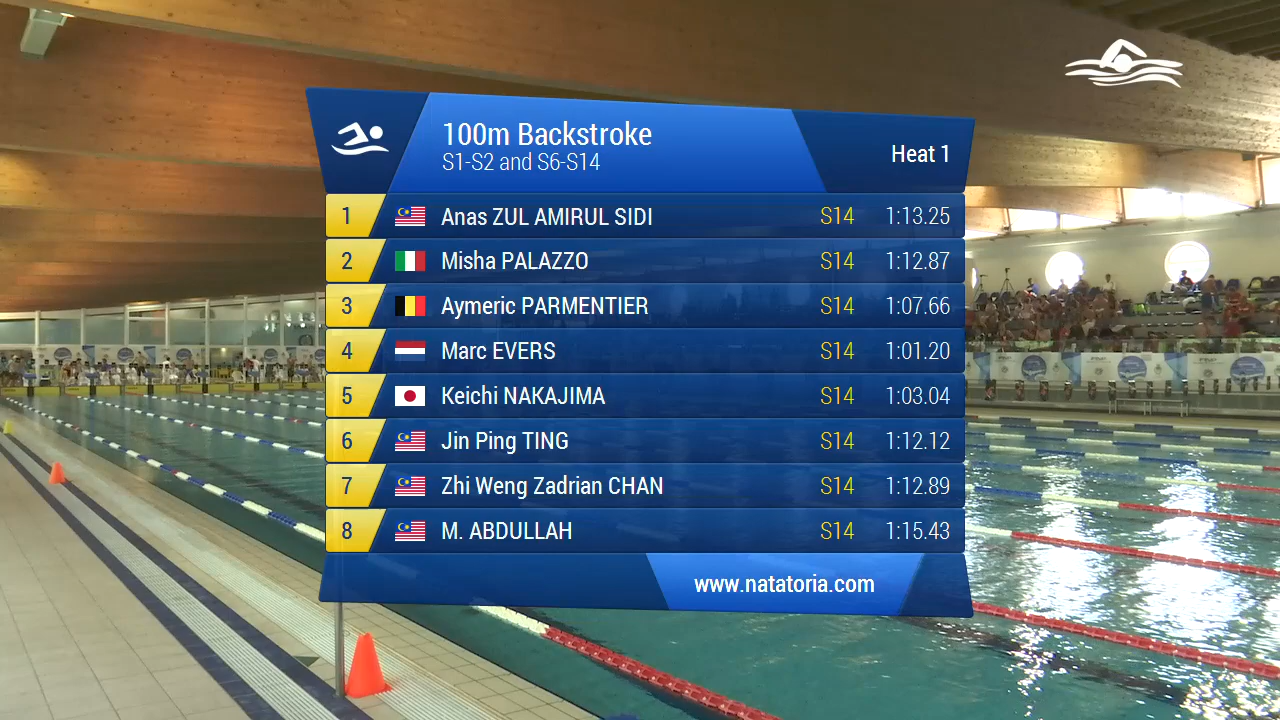 100m Backstroke
S1-S2 and S6-S14
Heat 1
1 Anas ZUL AMIRUL SIDI S14 1:13.25
2 Misha PALAZZO S14 1:12.87
3 Aymeric PARMENTIER S14 1:07.66
4 Marc EVERS S14 1:01.20
5 Keichi NAKAJIMA S14 1:03.04
6 Jin Ping TING S14 1:12.12
7 Zhi Weng Zadrian CHAN S14 1:12.89
8 M. ABDULLAH S14 1:15.43
www.natatoria.com